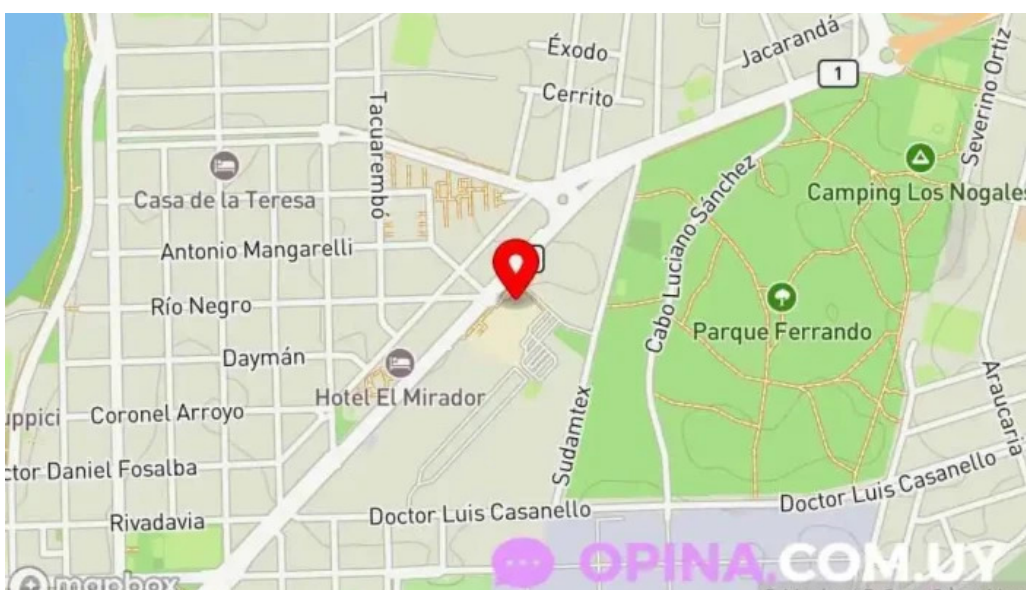 Éxodo
Jacarandá
1
Cerrito
Severino Ortiz
Tacuarembó
Casa de la Teresa
Camping Los Nogales
Cabo Luciano Sánchez
Antonio Mangarelli
Río Negro
Parque Ferrando
Daymán
Hotel El Mirador
Araucaria
Coronel Arroyo
Sudamtex
Daniel Fosalba
Doctor Luis Casanello
Doctor Luis Casanello
Rivadavia
OPINA.COM.UY
mapbox